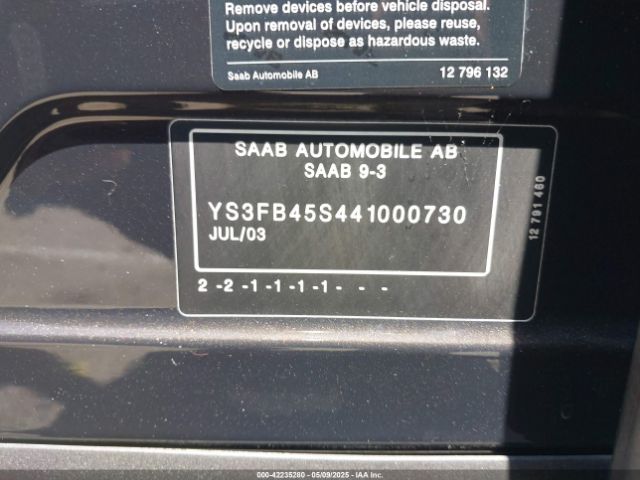 Remove devices before vehicle disposal.
Upon removal of devices, please reuse,
recycle or dispose as hazardous waste.
Saab Automobile AB 12 796 132
SAAB AUTOMOBILE AB
SAAB 9-3
YS3FB45S441000730
JUL/03
2 -2 -1 -1 -1 -1- - -
12 791 460
000-42235280 - 05/09/2025 - IAAI Inc.